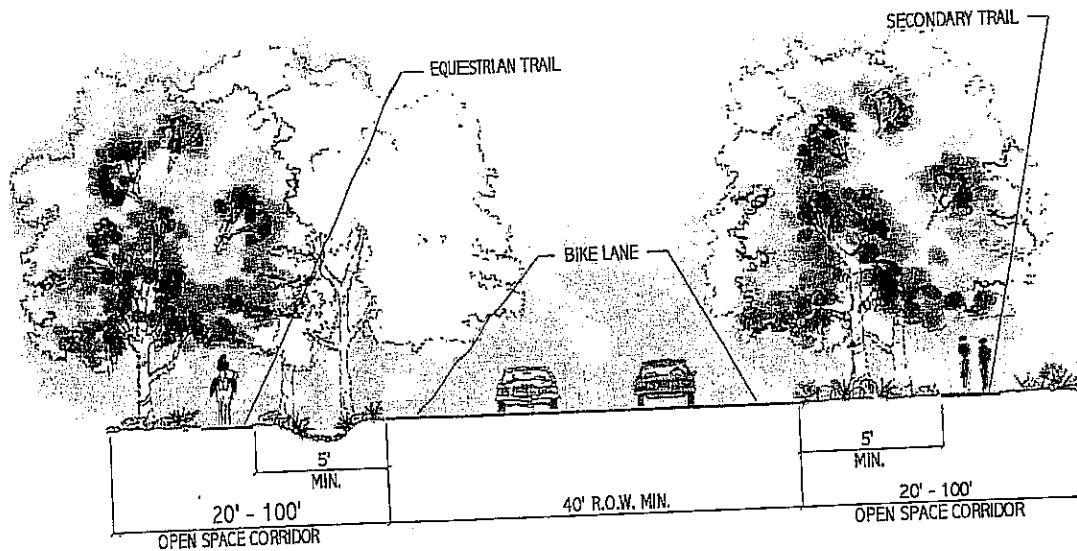 SECONDARY TRAIL
EQUESTRIAN TRAIL
BIKE LANE
5'
MIN.
5'
MIN.
20' - 100'
OPEN SPACE CORRIDOR
40' R.O.W. MIN.
20' - 100'
OPEN SPACE CORRIDOR